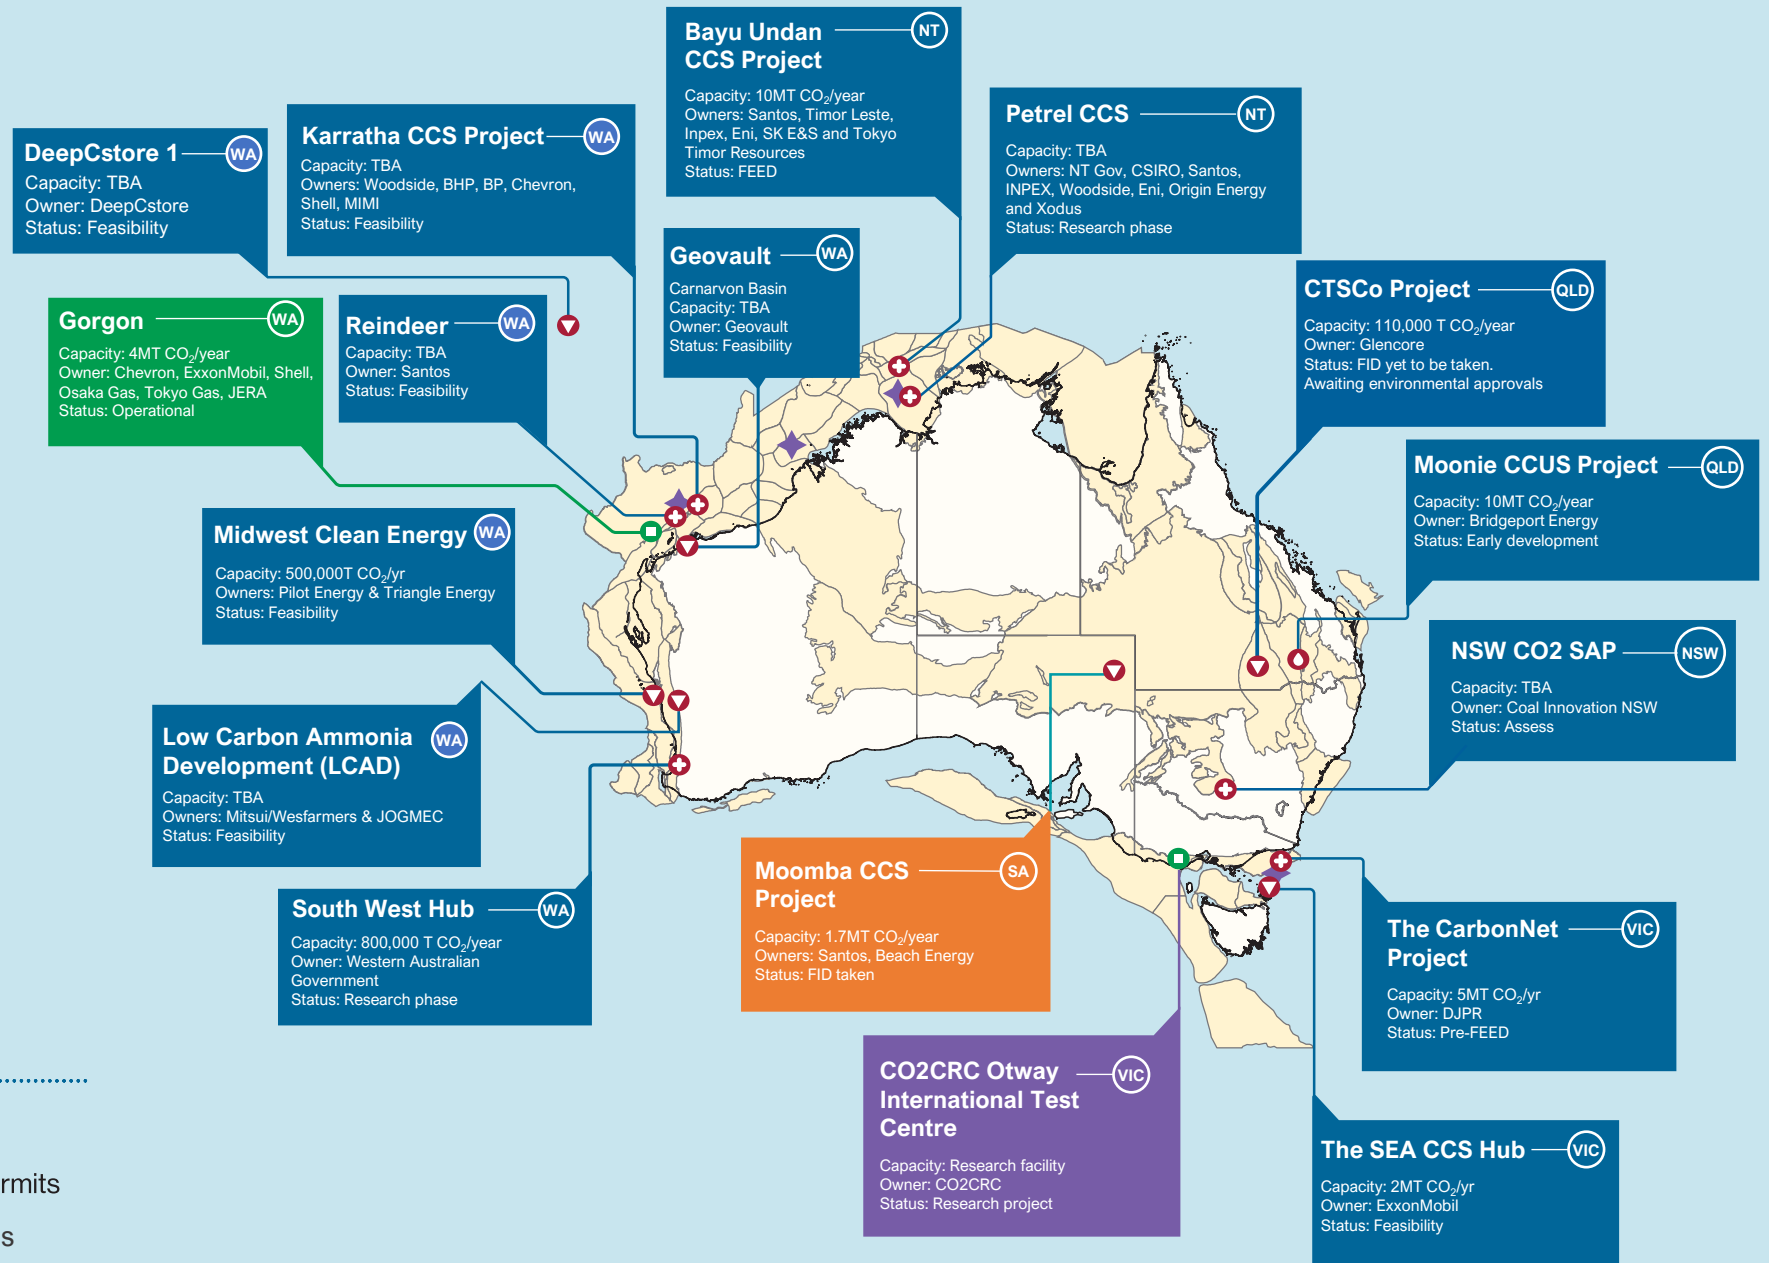 Bayu Undan
CCS Project
NT
Capacity: 10MT CO₂/year
Owners: Santos, Timor Leste,
Inpex, Eni, SK E&S and Tokyo
Timor Resources
Status: FEED
Petrel CCS
NT
Capacity: TBA
Owners: NT Gov, CSIRO, Santos,
INPEX, Woodside, Eni, Origin Energy
and Xodus
Status: Research phase
Karratha CCS Project
WA
Capacity: TBA
Owners: Woodside, BHP, BP, Chevron,
Shell, MIMI
Status: Feasibility
DeepCstore 1
WA
Capacity: TBA
Owner: DeepCstore
Status: Feasibility
Geovault
WA
Carnarvon Basin
Capacity: TBA
Owner: Geovault
Status: Feasibility
CTSCo Project
QLD
Capacity: 110,000 T CO₂/year
Owner: Glencore
Status: FID yet to be taken.
Awaiting environmental approvals
Gorgon
WA
Capacity: 4MT CO₂/year
Owner: Chevron, ExxonMobil, Shell,
Osaka Gas, Tokyo Gas, JERA
Status: Operational
Reindeer
WA
Capacity: TBA
Owner: Santos
Status: Feasibility
Moonie CCUS Project
QLD
Capacity: 10MT CO₂/year
Owner: Bridgeport Energy
Status: Early development
Midwest Clean Energy
WA
Capacity: 500,000T CO₂/yr
Owners: Pilot Energy & Triangle Energy
Status: Feasibility
NSW CO2 SAP
NSW
Capacity: TBA
Owner: Coal Innovation NSW
Status: Assess
Low Carbon Ammonia
Development (LCAD)
WA
Capacity: TBA
Owners: Mitsui/Wesfarmers & JOGMEC
Status: Feasibility
Moomba CCS
Project
SA
Capacity: 1.7MT CO₂/year
Owners: Santos, Beach Energy
Status: FID taken
South West Hub
WA
Capacity: 800,000 T CO₂/year
Owner: Western Australian
Government
Status: Research phase
The CarbonNet
Project
VIC
Capacity: 5MT CO₂/yr
Owner: DJPR
Status: Pre-FEED
CO2CRC Otway
International Test
Centre
VIC
Capacity: Research facility
Owner: CO2CRC
Status: Research project
The SEA CCS Hub
VIC
Capacity: 2MT CO₂/yr
Owner: ExxonMobil
Status: Feasibility
rmits
s